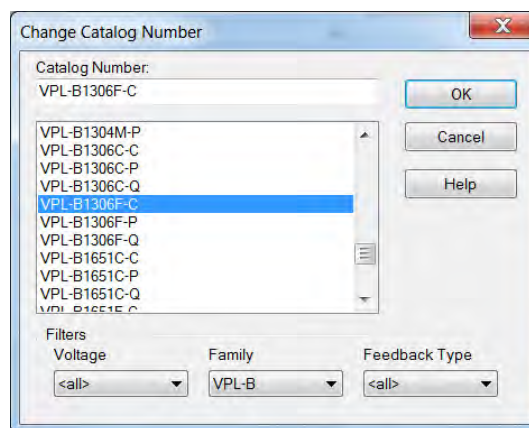 Change Catalog Number
Catalog Number:
VPL-B1306F-C
OK
VPL-B1304M-P
Cancel
VPL-B1306C-C
VPL-B1306C-P
VPL-B1306C-Q
Help
VPL-B1306F-C
VPL-B1306F-P
VPL-B1306F-Q
VPL-B1651C-C
VPL-B1651C-P
VPL-B1651C-Q
Filters
Voltage Family Feedback Type
<all> VPL-B <all>